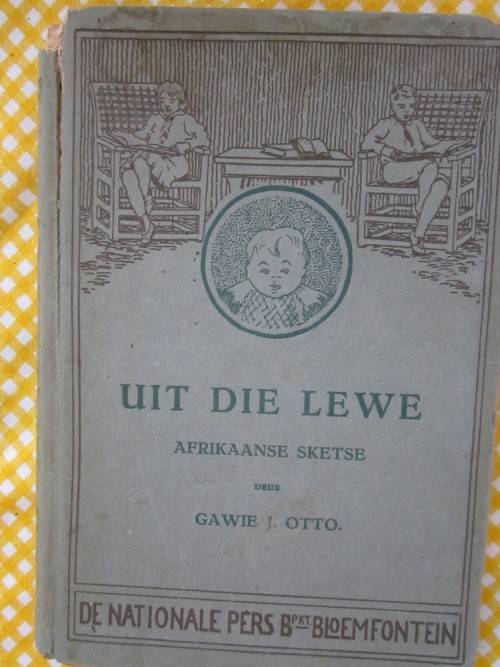 UIT DIE LEWE
AFRIKAANSE SKETSE
DEUR
GAWIE J. OTTO.
DE NATIONALE PERS BPKT. BLOEMFONTEIN